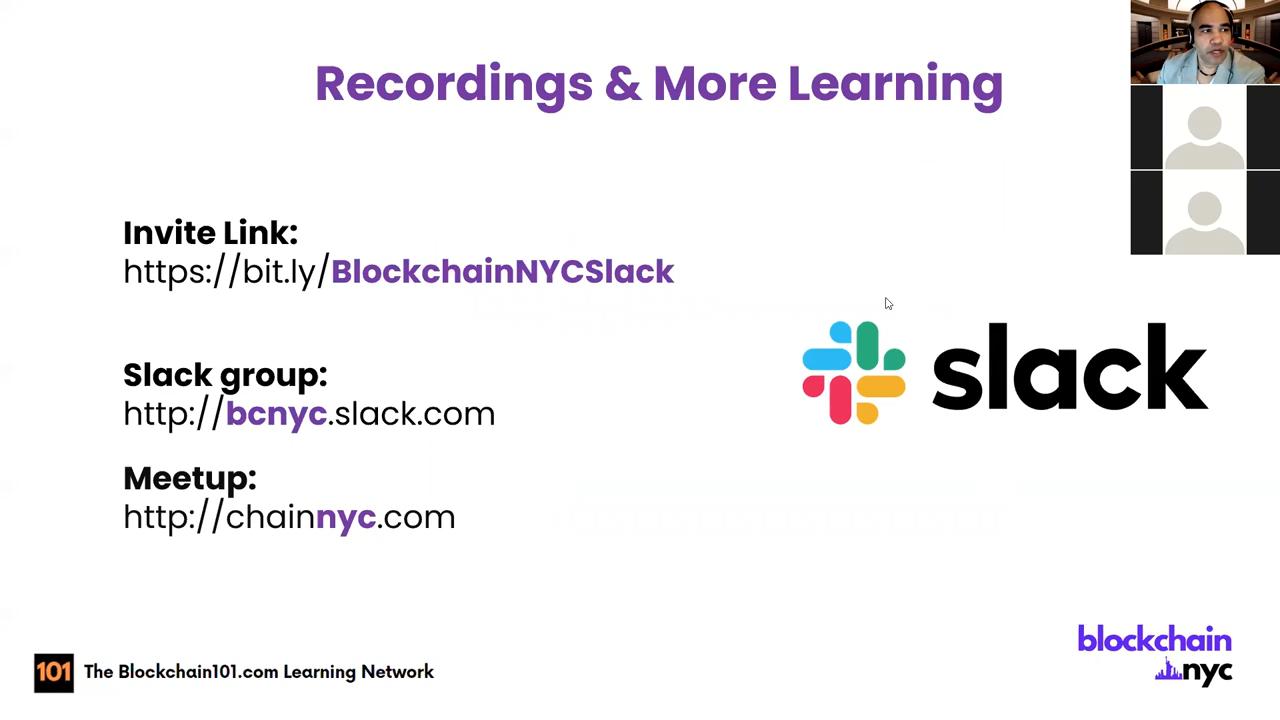 Recordings & More Learning
Invite Link:
https://bit.ly/BlockchainNYCSlack
Slack group:
http://bcnyc.slack.com
Meetup:
http://chainnyc.com
slack
101 The Blockchain101.com Learning Network
blockchain
nyc